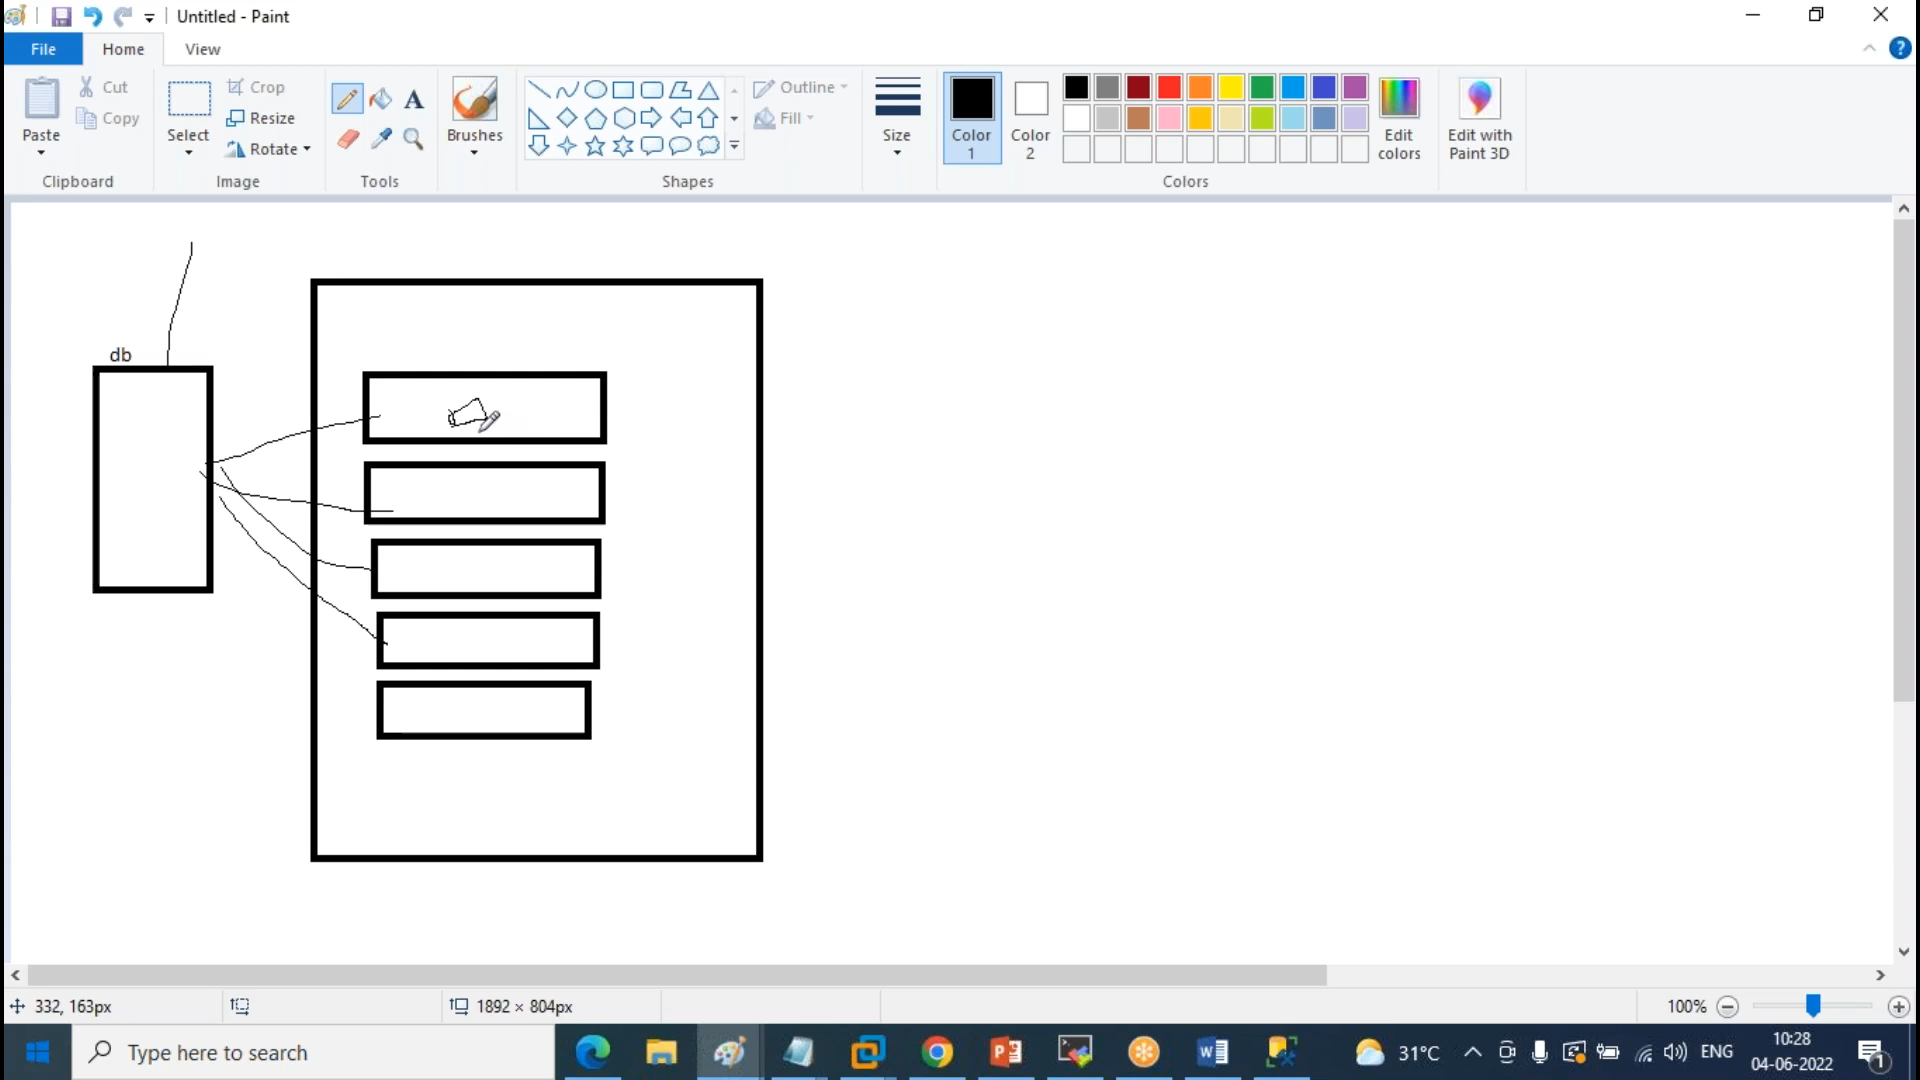 Untitled - Paint
File Home View
Paste
Cut
Copy
Clipboard
Select
Crop
Resize
Rotate
Image
A
Tools
Brushes
Shapes
Outline
Fill
Size
Color 1
Color 2
Colors
Edit colors
Edit with Paint 3D
?
db
332, 163px
1892 × 804px
100%
Type here to search
31°C
ENG
10:28
04-06-2022
1